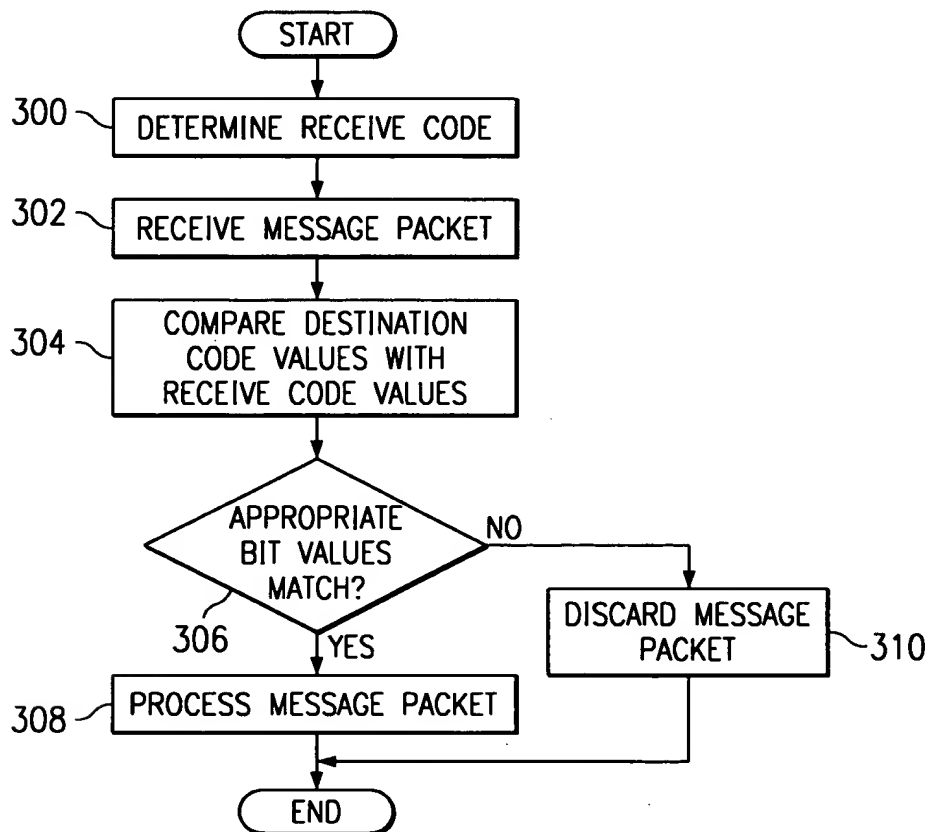 START
300
DETERMINE RECEIVE CODE
302
RECEIVE MESSAGE PACKET
304
COMPARE DESTINATION
CODE VALUES WITH
RECEIVE CODE VALUES
APPROPRIATE
BIT VALUES
MATCH?
NO
306
YES
DISCARD MESSAGE
PACKET
310
308
PROCESS MESSAGE PACKET
END